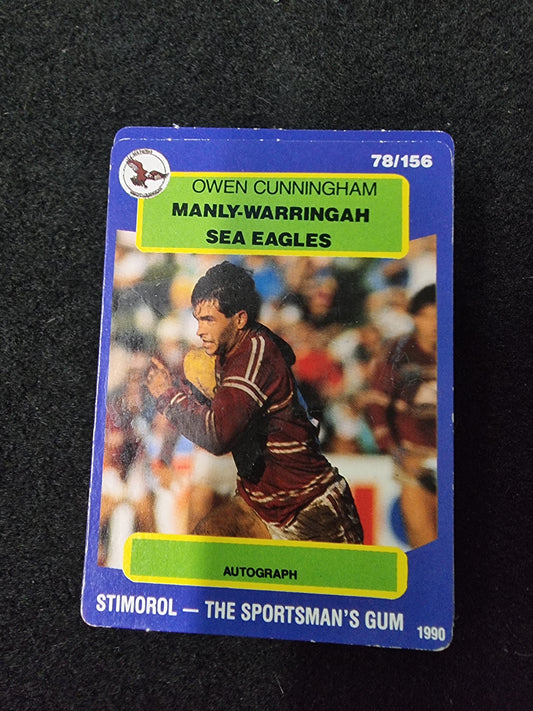 78/156
OWEN CUNNINGHAM
MANLY-WARRINGAH
SEA EAGLES
AUTOGRAPH
STIMOROL — THE SPORTSMAN'S GUM
1990